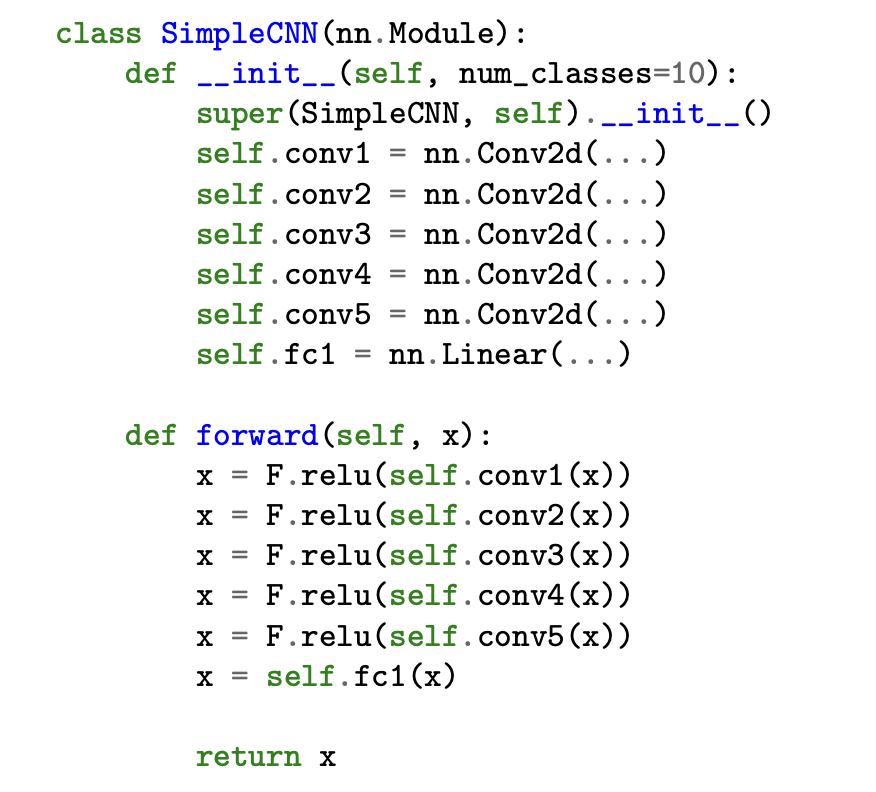 class SimpleCNN(nn.Module):
    def __init__(self, num_classes=10):
        super(SimpleCNN, self).__init__()
        self.conv1 = nn.Conv2d(...)
        self.conv2 = nn.Conv2d(...)
        self.conv3 = nn.Conv2d(...)
        self.conv4 = nn.Conv2d(...)
        self.conv5 = nn.Conv2d(...)
        self.fc1 = nn.Linear(...)

    def forward(self, x):
        x = F.relu(self.conv1(x))
        x = F.relu(self.conv2(x))
        x = F.relu(self.conv3(x))
        x = F.relu(self.conv4(x))
        x = F.relu(self.conv5(x))
        x = self.fc1(x)

        return x